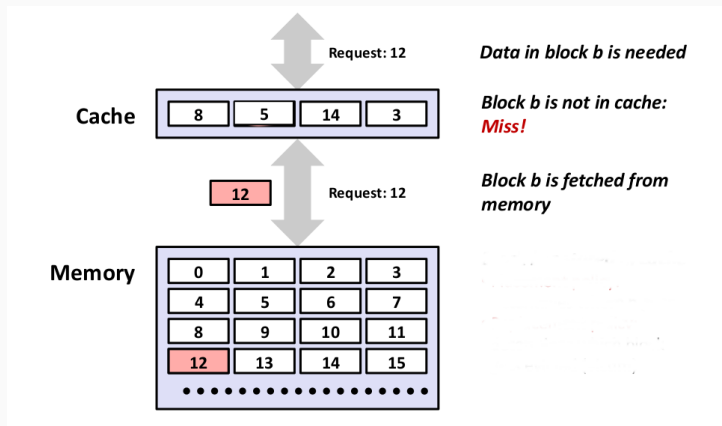 Request: 12
Data in block b is needed
Cache
8 5 14 3
Block b is not in cache:
Miss!
12
Request: 12
Block b is fetched from
memory
Memory
0 1 2 3
4 5 6 7
8 9 10 11
12 13 14 15